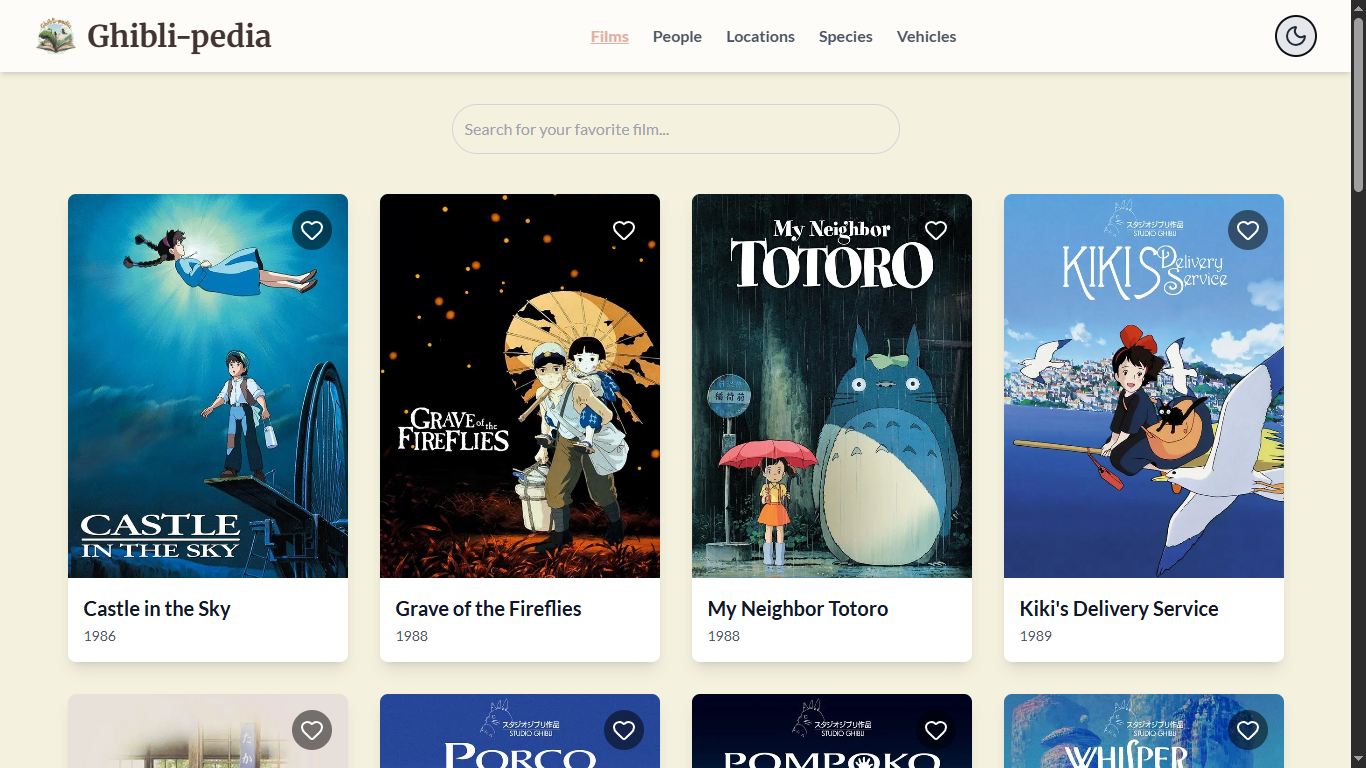 Ghibli-pedia
Films
People
Locations
Species
Vehicles
Search for your favorite film...
CASTLE
IN THE SKY
Castle in the Sky
1986
GRAVE of the
FIREFLIES
Grave of the Fireflies
1988
My Neighbor
TOTORO
稲荷前
My Neighbor Totoro
1988
スタジオジブリ作品
STUDIO GHIBLI
KIKI'S Delivery
Service
Kiki's Delivery Service
1989
たか
スタジオジブリ作品
STUDIO GHIBLI
PORCO
スタジオジブリ作品
STUDIO GHIBLI
POM POKO
スタジオジブリ作品
STUDIO GHIBLI
WHISPER